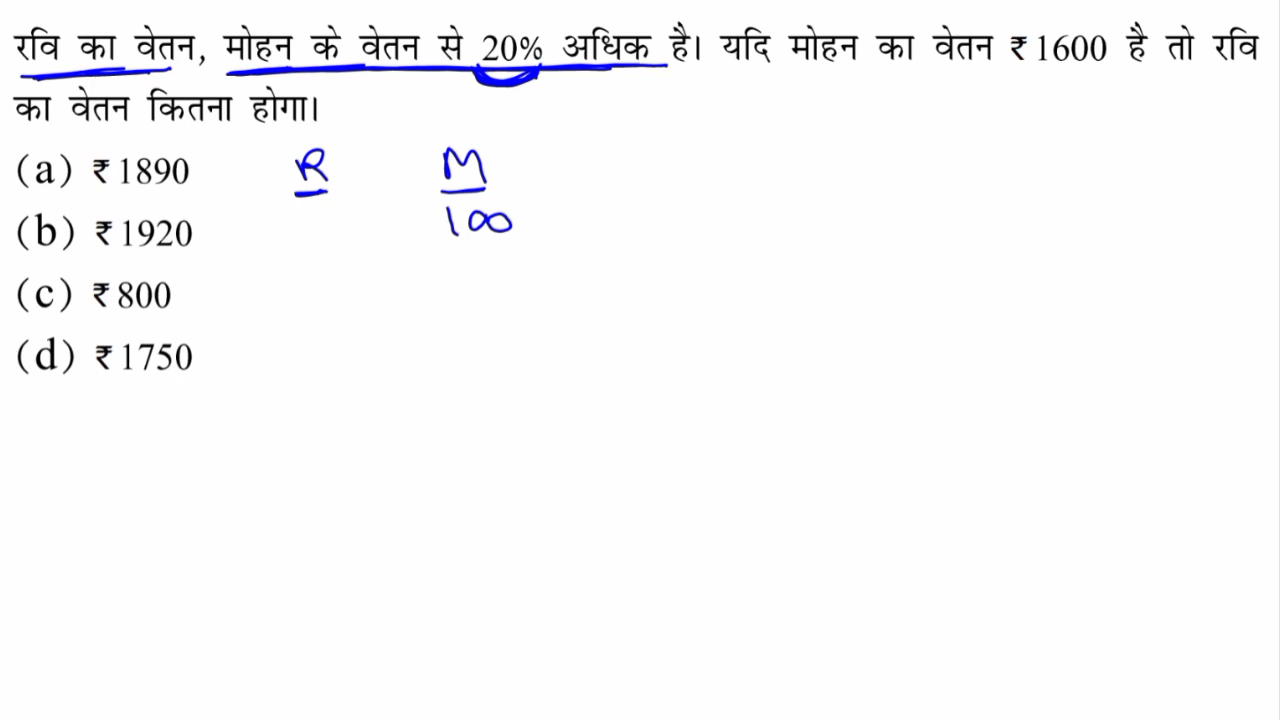 रवि का वेतन, मोहन के वेतन से 20% अधिक है। यदि मोहन का वेतन ₹1600 है तो रवि
का वेतन कितना होगा।
(a) ₹1890 R M
(b) ₹1920 100
(c) ₹800
(d) ₹1750